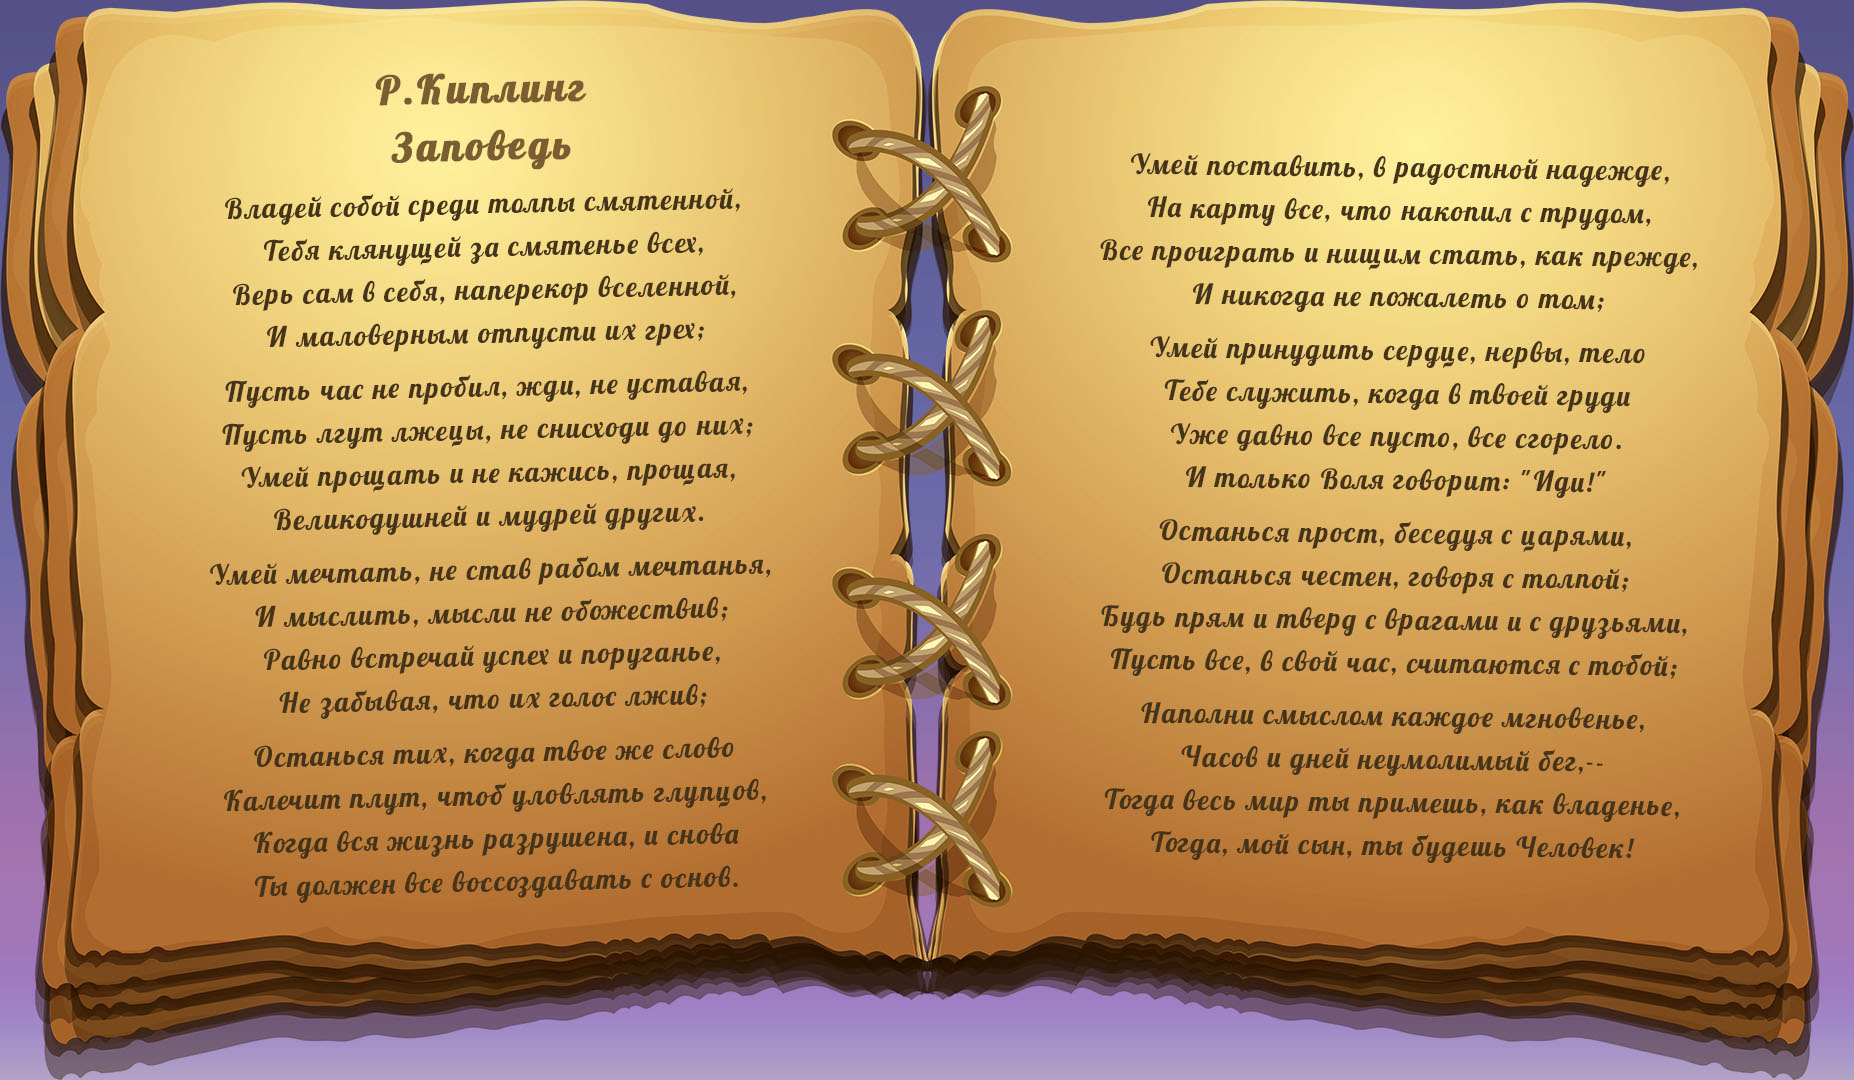 Р.Киплинг
Заповедь
Владей собой среди толпы смятенной,
Тебя клянущей за смятенье всех,
Верь сам в себя, наперекор вселенной,
И маловерным отпусти их грех;
Пусть час не пробил, жди, не уставая,
Пусть лгут лжецы, не снисходи до них;
Умей прощать и не кажись, прощая,
Великодушней и мудрей других.
Умей мечтать, не став рабом мечтанья,
И мыслить, мысли не обожествив;
Равно встречай успех и поруганье,
Не забывая, что их голос лжив;
Останься тих, когда твое же слово
Калечит плут, чтоб уловлять глупцов,
Когда вся жизнь разрушена, и снова
Ты должен все воссоздавать с основ.
Умей поставить, в радостной надежде,
На карту все, что накопил с трудом,
Все проиграть и нищим стать, как прежде,
И никогда не пожалеть о том;
Умей принудить сердце, нервы, тело
Тебе служить, когда в твоей груди
Уже давно все пусто, все сгорело.
И только Воля говорит: "Иди!"
Останься прост, беседуя с царями,
Останься честен, говоря с толпой;
Будь прям и тверд с врагами и с друзьями,
Пусть все, в свой час, считаются с тобой;
Наполни смыслом каждое мгновенье,
Часов и дней неумолимый бег,--
Тогда весь мир ты примешь, как владенье,
Тогда, мой сын, ты будешь Человек!